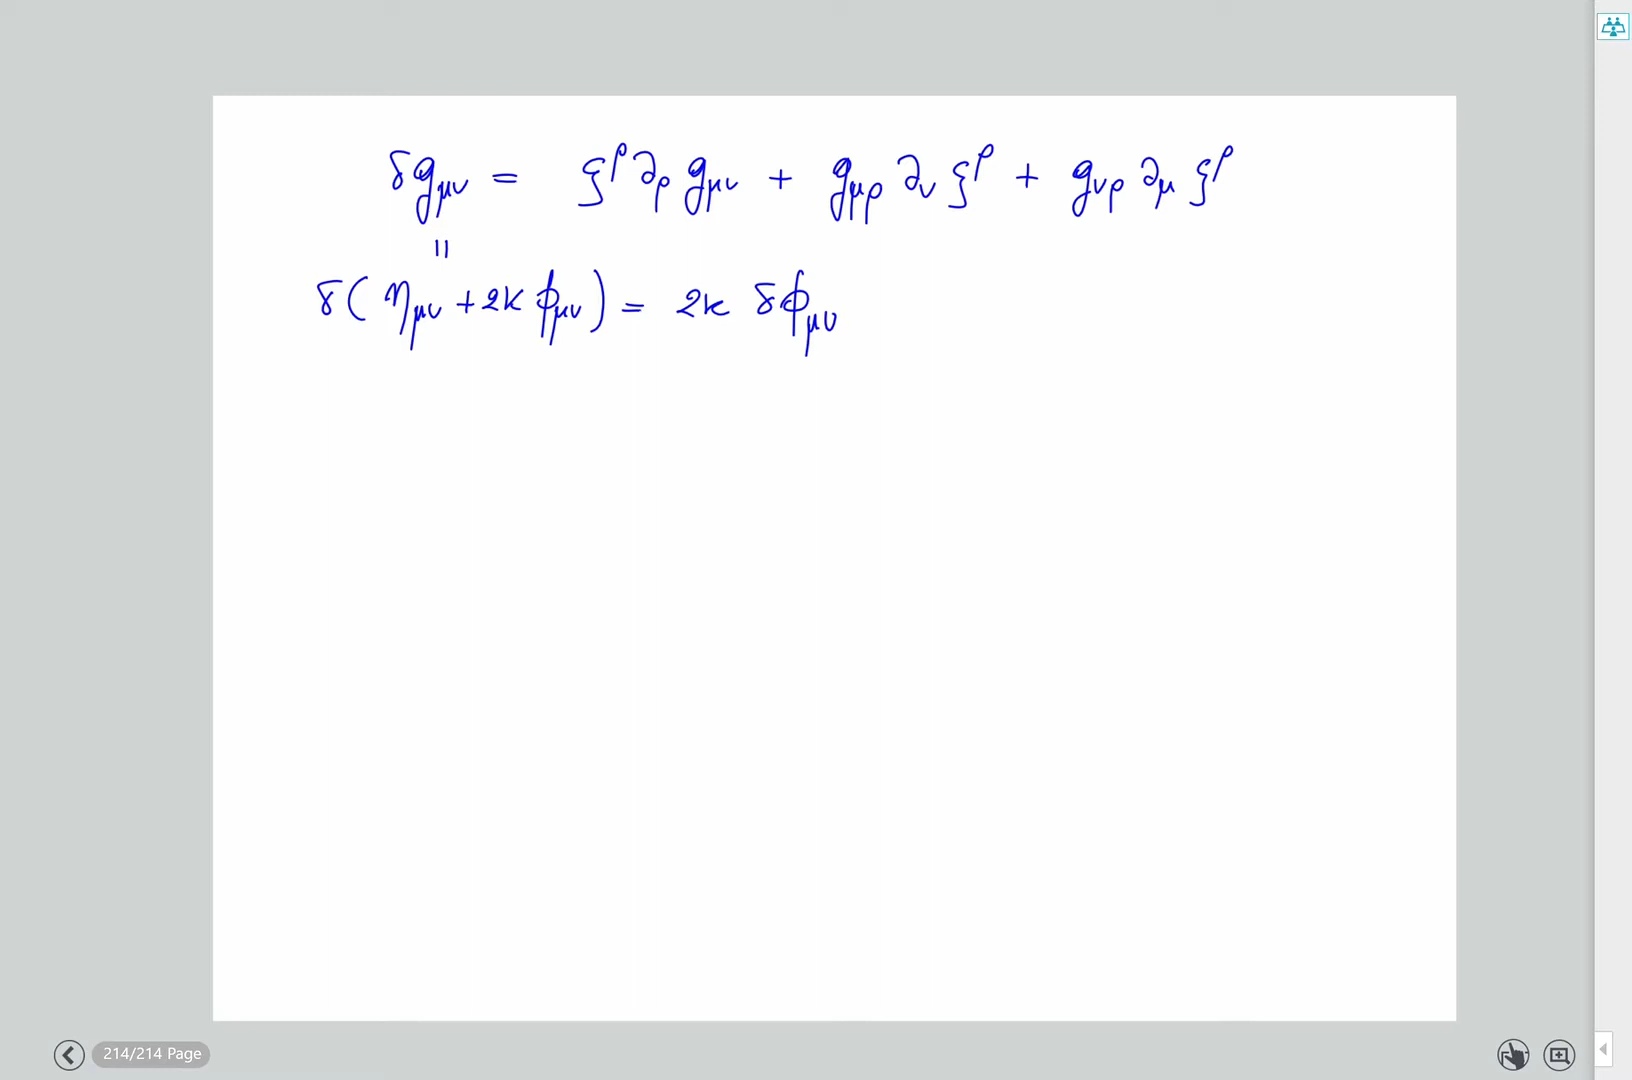 δg_μν = ξ^ρ ∂_ρ g_μν + g_μρ ∂_ν ξ^ρ + g_νρ ∂_μ ξ^ρ
||
δ( η_μν + 2κ ϕ_μν ) = 2κ δϕ_μν
214/214 Page